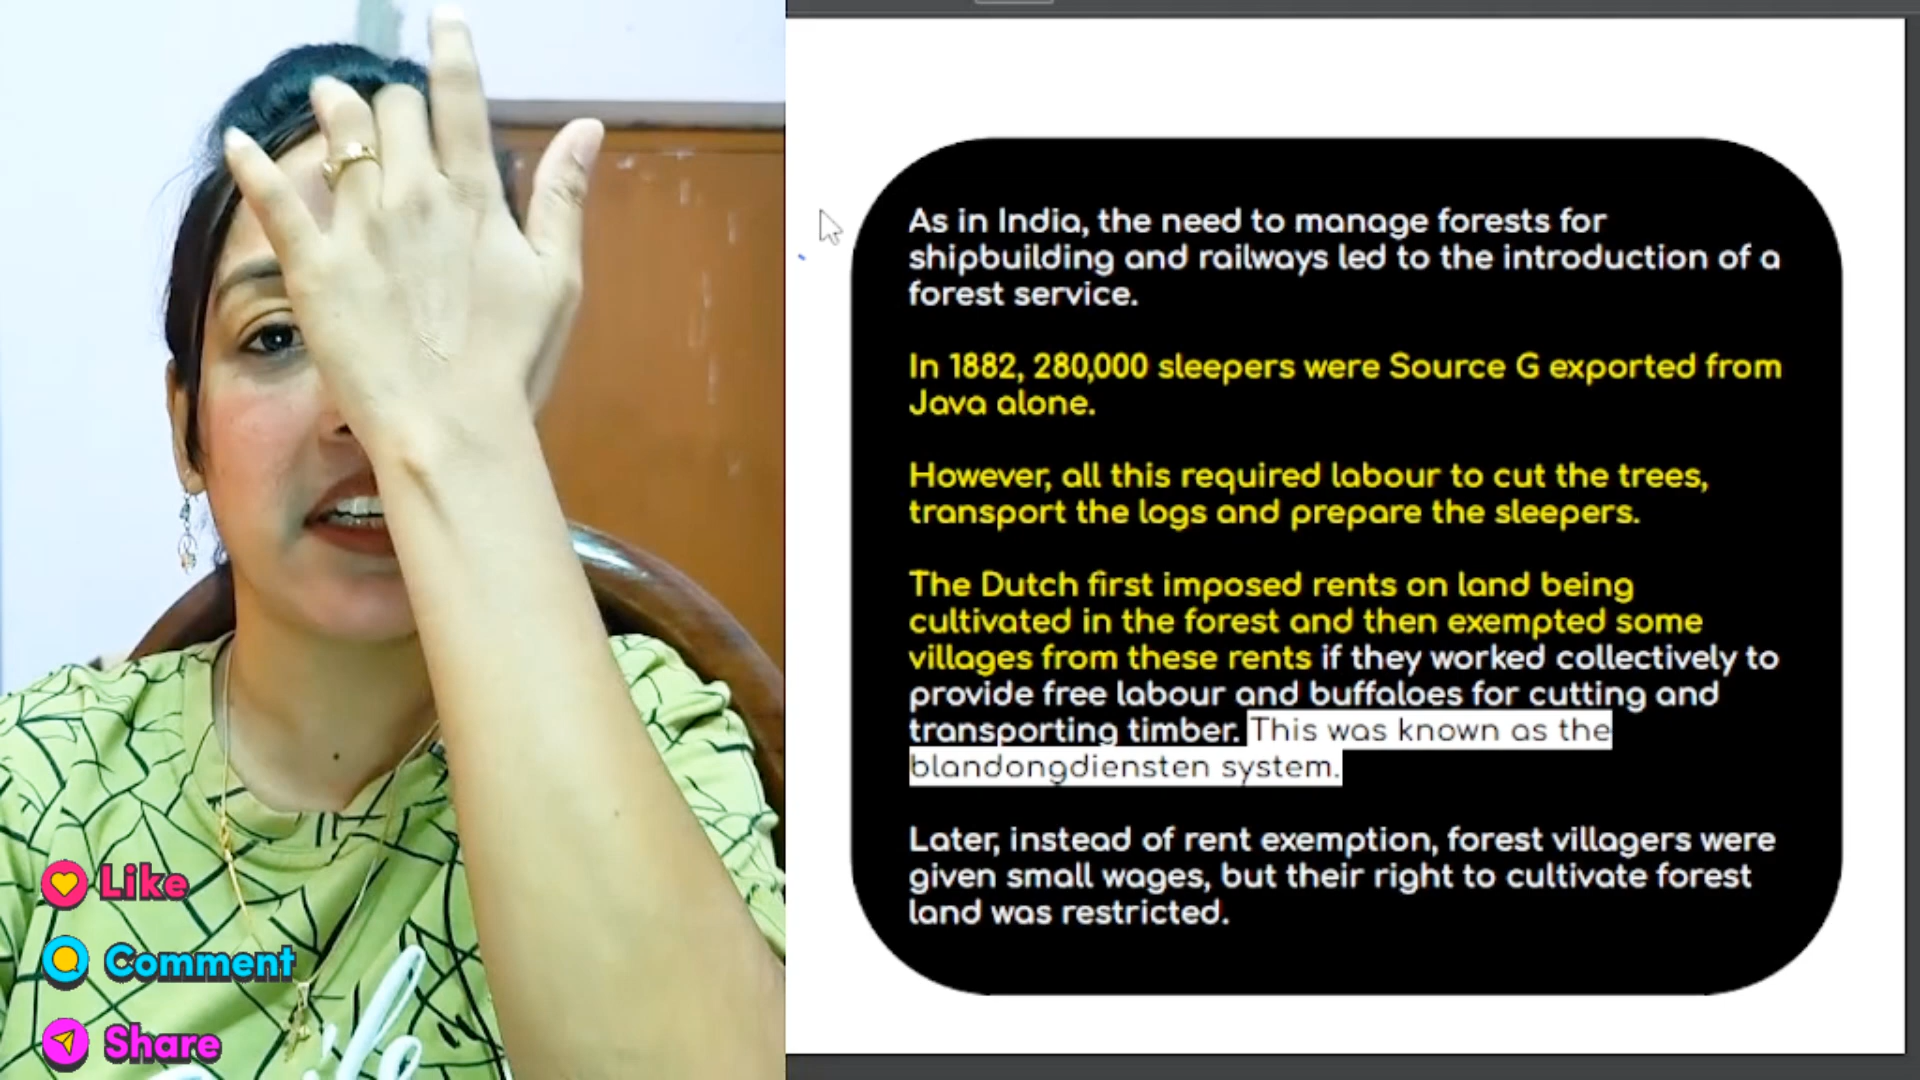 As in India, the need to manage forests for
shipbuilding and railways led to the introduction of a
forest service.
In 1882, 280,000 sleepers were Source G exported from
Java alone.
However, all this required labour to cut the trees,
transport the logs and prepare the sleepers.
The Dutch first imposed rents on land being
cultivated in the forest and then exempted some
villages from these rents if they worked collectively to
provide free labour and buffaloes for cutting and
transporting timber. This was known as the
blandongdiensten system.
Later, instead of rent exemption, forest villagers were
given small wages, but their right to cultivate forest
land was restricted.
Like
Comment
Share